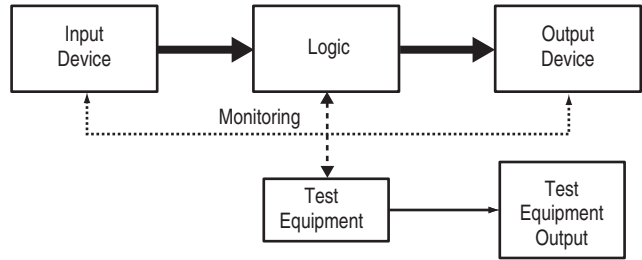 Input
Device
Logic
Output
Device
Monitoring
Test
Equipment
Test
Equipment
Output